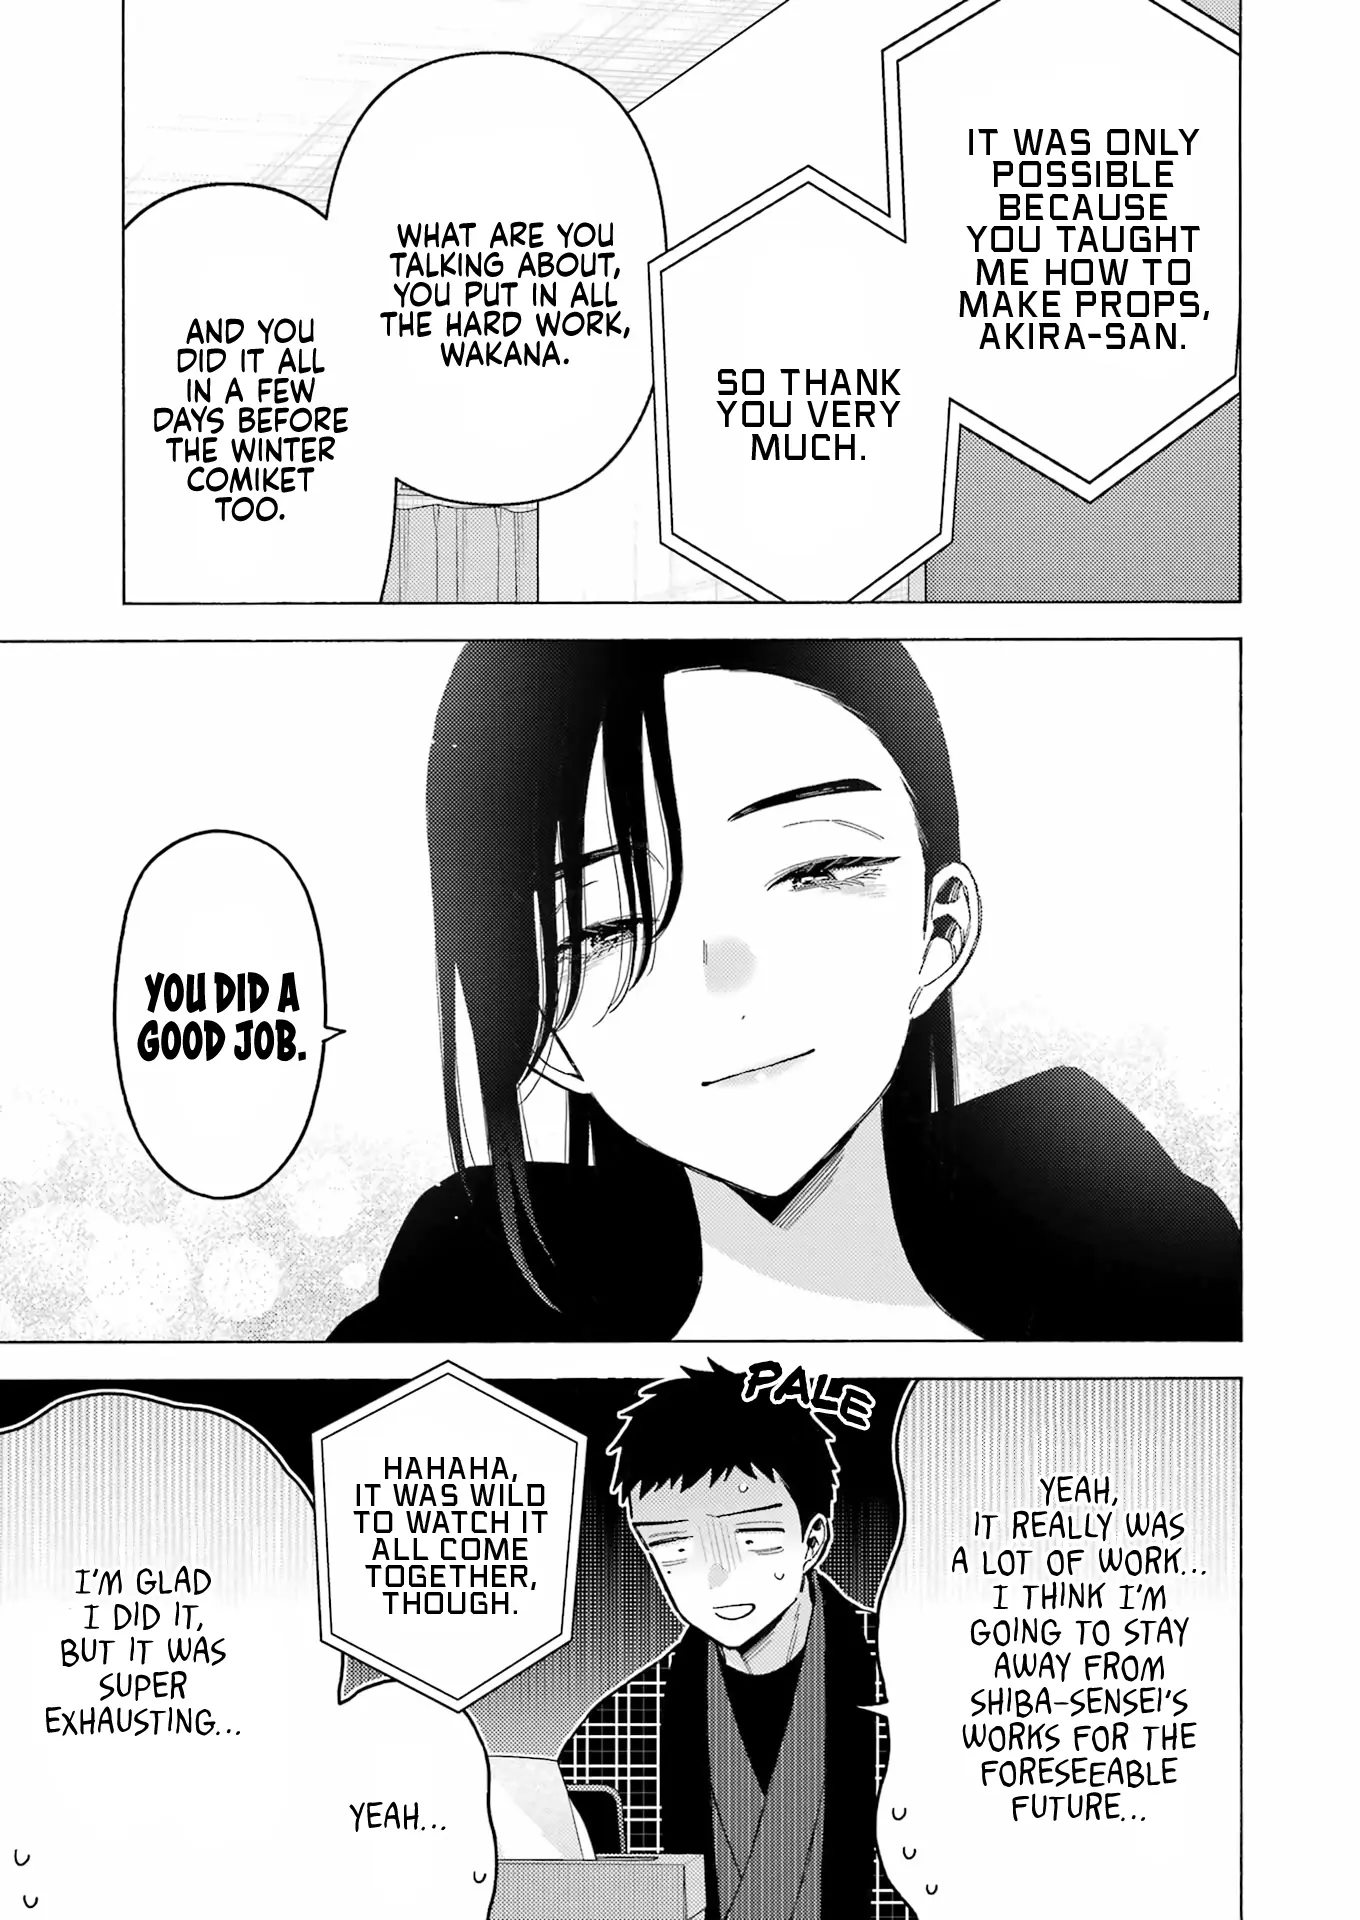 IT WAS ONLY
POSSIBLE
BECAUSE
YOU TAUGHT
ME HOW TO
MAKE PROPS,
AKIRA-SAN.
SO THANK
YOU VERY
MUCH.
WHAT ARE YOU
TALKING ABOUT,
YOU PUT IN ALL
THE HARD WORK,
WAKANA.
AND YOU
DID IT ALL
IN A FEW
DAYS BEFORE
THE WINTER
COMIKET
TOO.
YOU DID A
GOOD JOB.
PALE
YEAH,
IT REALLY WAS
A LOT OF WORK...
I THINK I'M
GOING TO STAY
AWAY FROM
SHIBA-SENSEI'S
WORKS FOR THE
FORESEEABLE
FUTURE...
HAHAHA,
IT WAS WILD
TO WATCH IT
ALL COME
TOGETHER,
THOUGH.
YEAH...
I'M GLAD
I DID IT,
BUT IT WAS
SUPER
EXHAUSTING...